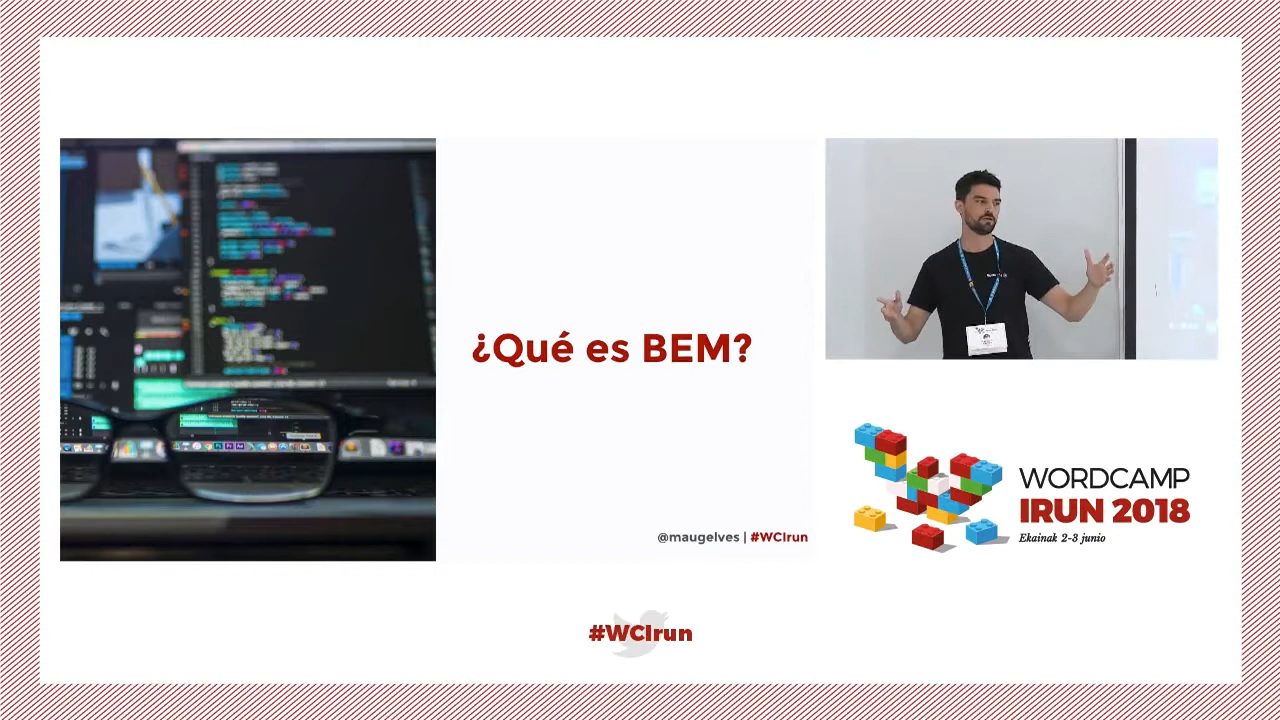 ¿Qué es BEM?
@maugelves | #WCIrun
WORDCAMP
IRUN 2018
Ekainak 2-3 junio
#WCIrun